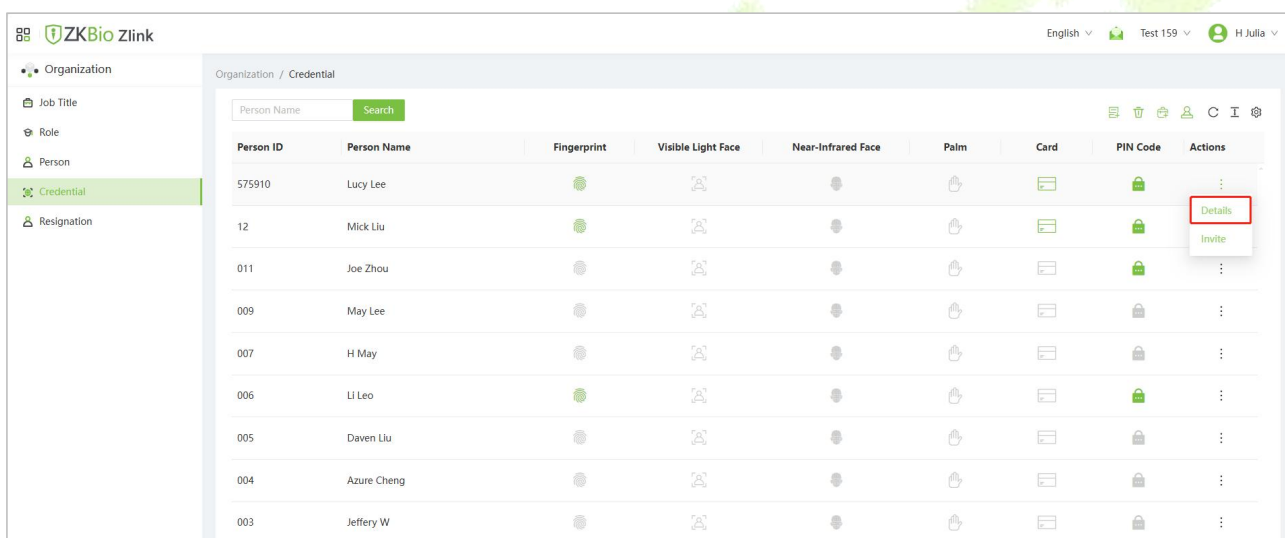 ZKBio Zlink
English
Test 159
H Julia
Organization
Job Title
Role
Person
Credential
Resignation
Organization / Credential
Person Name
Search
Person ID Person Name Fingerprint Visible Light Face Near-Infrared Face Palm Card PIN Code Actions
575910 Lucy Lee
Details
Invite
12 Mick Liu
011 Joe Zhou
009 May Lee
007 H May
006 Li Leo
005 Daven Liu
004 Azure Cheng
003 Jeffery W